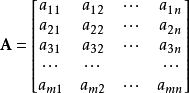 a₁₁ a₁₂ ⋯ a₁ₙ
a₂₁ a₂₂ ⋯ a₂ₙ
A = a₃₁ a₃₂ ⋯ a₃ₙ
⋯ ⋯ ⋯
aₘ₁ aₘ₂ ⋯ aₘₙ